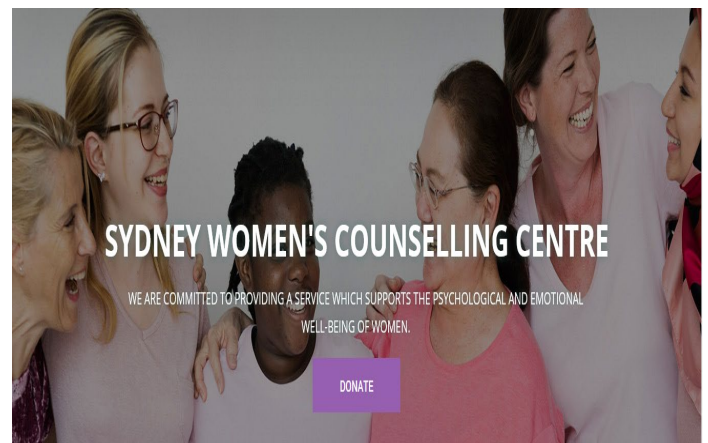 SYDNEY WOMEN'S COUNSELLING CENTRE
WE ARE COMMITTED TO PROVIDING A SERVICE WHICH SUPPORTS THE PSYCHOLOGICAL AND EMOTIONAL
WELL-BEING OF WOMEN.
DONATE